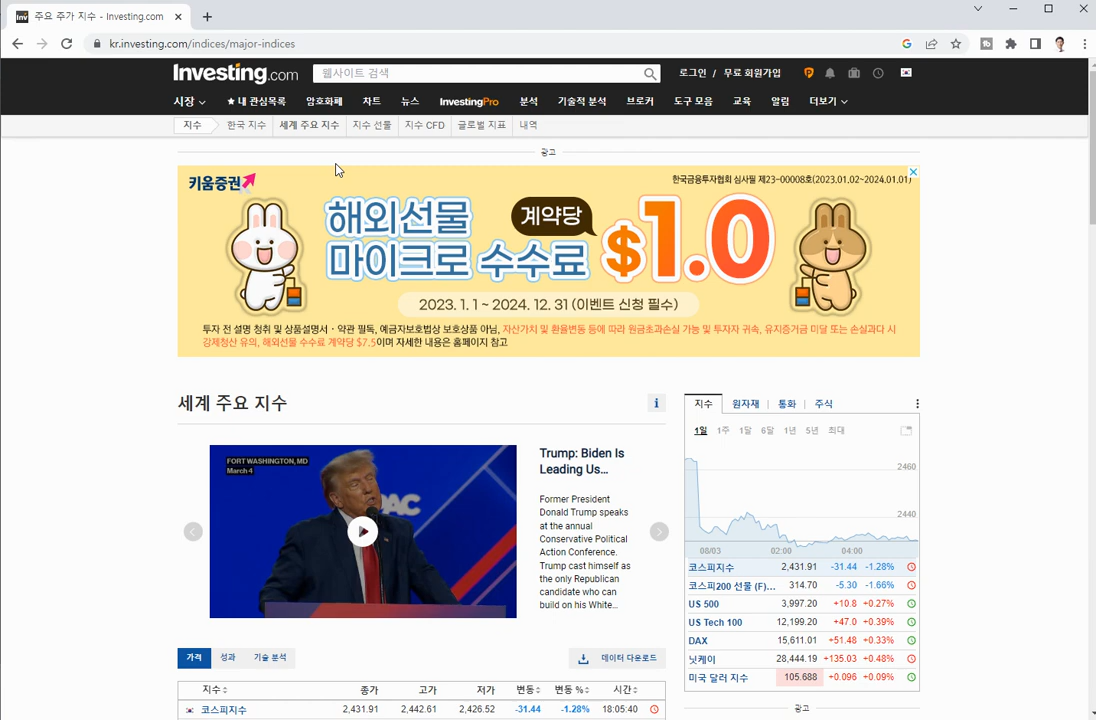 주요 주가 지수 - Investing.com
kr.investing.com/indices/major-indices
Investing.com
웹사이트 검색
로그인 / 무료 회원가입
시장 ★ 내 관심목록 암호화폐 차트 뉴스 InvestingPro 분석 기술적 분석 브로커 도구 모음 교육 알림 더보기
지수 한국 지수 세계 주요 지수 지수 선물 지수 CFD 글로벌 지표 내역
광고
키움증권
한국금융투자협회 심사필 제23-00008호(2023.01.02~2024.01.01)
해외선물
마이크로 수수료
계약당
$1.0
2023. 1. 1 ~ 2024. 12. 31 (이벤트 신청 필수)
투자 전 설명 청취 및 상품설명서 · 약관 필독, 예금자보호법상 보호상품 아님, 자산가치 및 환율변동 등에 따라 원금초과손실 가능 및 투자자 귀속, 유지증거금 미달 또는 손실과다 시
강제청산 유의, 해외선물 수수료 계약당 $7.5이며 자세한 내용은 홈페이지 참고
세계 주요 지수
i
FORT WASHINGTON, MD
March 4
Trump: Biden Is
Leading Us...
Former President
Donald Trump speaks
at the annual
Conservative Political
Action Conference.
Trump cast himself as
the only Republican
candidate who can
build on his White...
가격 성과 기술 분석
데이터 다운로드
지수 종가 고가 저가 변동 변동 % 시간
코스피지수 2,431.91 2,442.61 2,426.52 -31.44 -1.28% 18:05:40
지수 원자재 통화 주식
1일 1주 1달 6달 1년 5년 최대
2460
2440
08/03 02:00 04:00
코스피지수 2,431.91 -31.44 -1.28%
코스피200 선물 (F)... 314.70 -5.30 -1.66%
US 500 3,997.20 +10.8 +0.27%
US Tech 100 12,199.20 +47.0 +0.39%
DAX 15,611.01 +51.48 +0.33%
닛케이 28,444.19 +135.03 +0.48%
미국 달러 지수 105.688 +0.096 +0.09%
광고